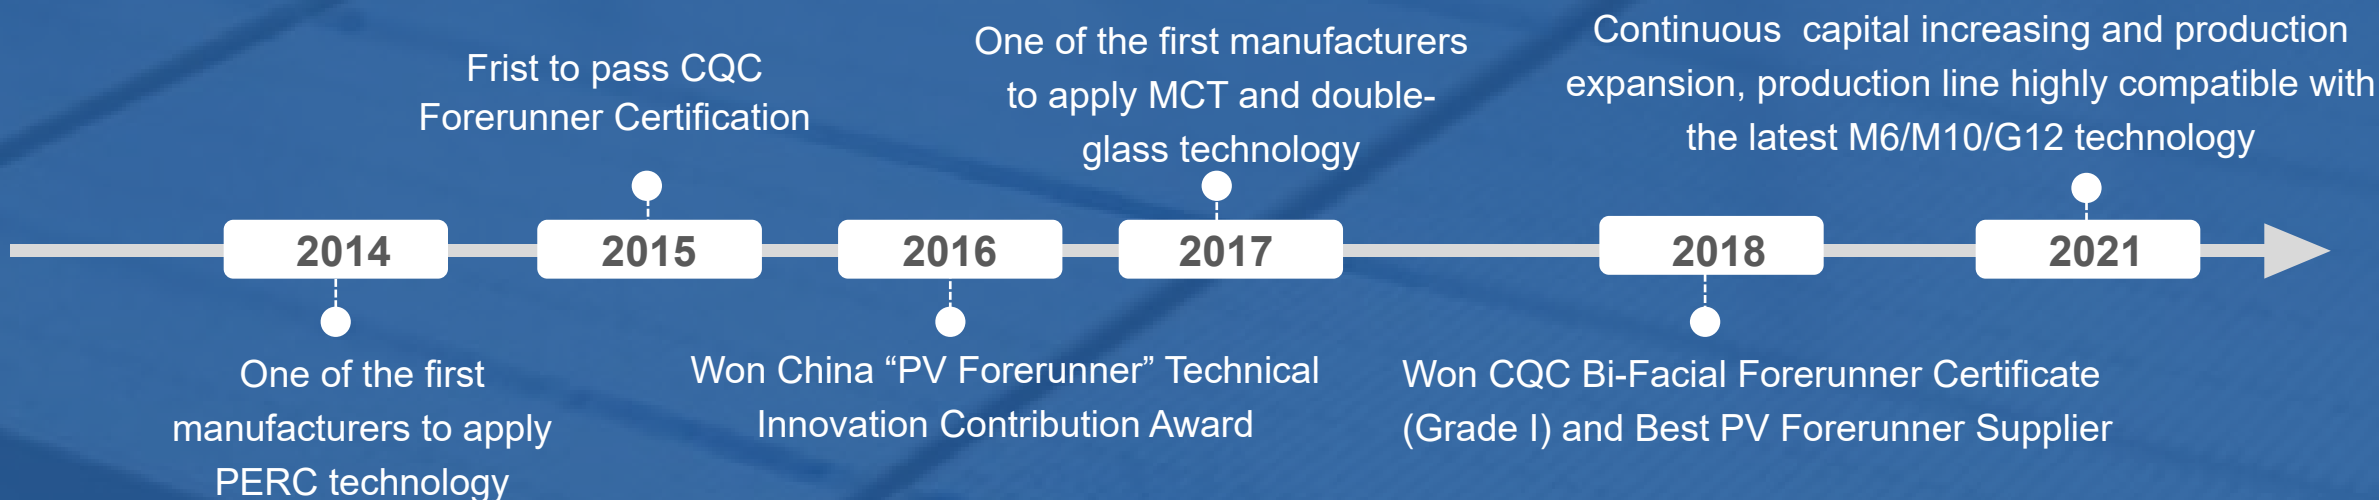 2014
One of the first
manufacturers to apply
PERC technology
Frist to pass CQC
Forerunner Certification
2015
2016
Won China “PV Forerunner” Technical
Innovation Contribution Award
One of the first manufacturers
to apply MCT and double-
glass technology
2017
2018
Won CQC Bi-Facial Forerunner Certificate
(Grade I) and Best PV Forerunner Supplier
Continuous  capital increasing and production
expansion, production line highly compatible with
the latest M6/M10/G12 technology
2021